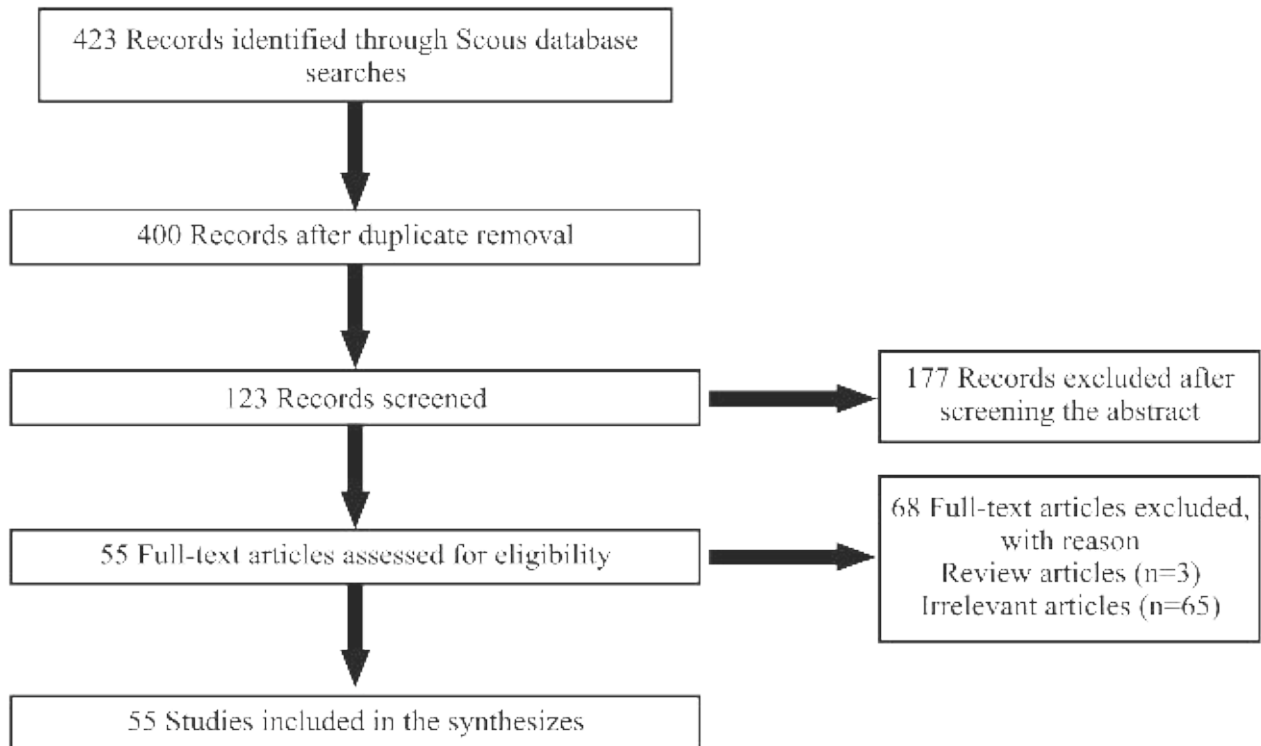 423 Records identified through Scous database
searches
400 Records after duplicate removal
123 Records screened
177 Records excluded after
screening the abstract
55 Full-text articles assessed for eligibility
68 Full-text articles excluded,
with reason
Review articles (n=3)
Irrelevant articles (n=65)
55 Studies included in the synthesizes